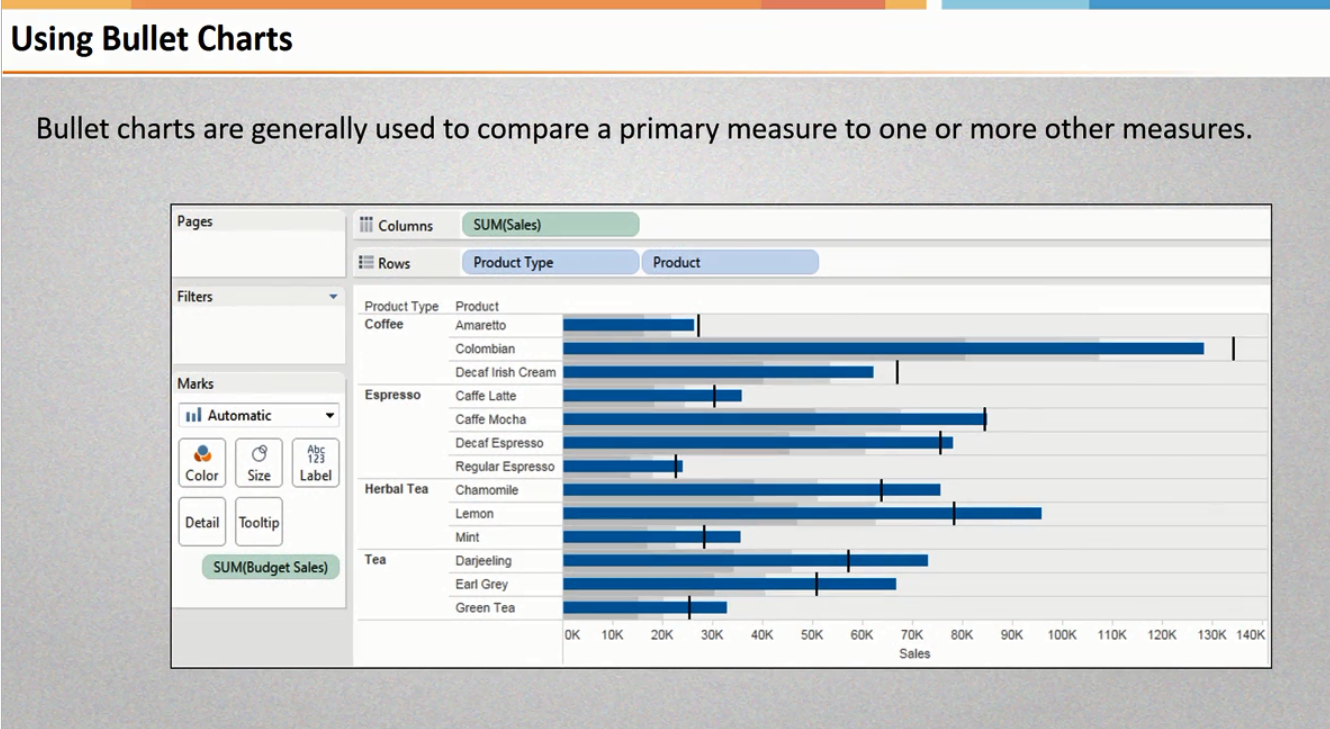 Using Bullet Charts
Bullet charts are generally used to compare a primary measure to one or more other measures.
Pages
Columns
SUM(Sales)
Rows
Product Type
Product
Filters
Marks
Automatic
Color
Size
Abc
123
Label
Detail
Tooltip
SUM(Budget Sales)
Product Type Product
Coffee Amaretto
Colombian
Decaf Irish Cream
Espresso Caffe Latte
Caffe Mocha
Decaf Espresso
Regular Espresso
Herbal Tea Chamomile
Lemon
Mint
Tea Darjeeling
Earl Grey
Green Tea
0K 10K 20K 30K 40K 50K 60K 70K 80K 90K 100K 110K 120K 130K 140K
Sales